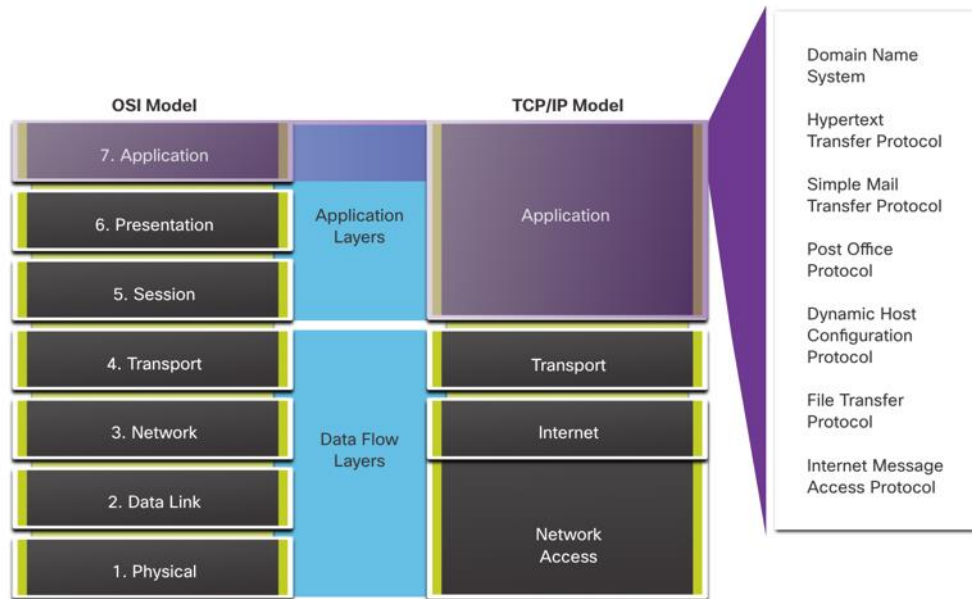 OSI Model
7. Application
6. Presentation
5. Session
4. Transport
3. Network
2. Data Link
1. Physical
Application
Layers
Data Flow
Layers
TCP/IP Model
Application
Transport
Internet
Network
Access
Domain Name
System
Hypertext
Transfer Protocol
Simple Mail
Transfer Protocol
Post Office
Protocol
Dynamic Host
Configuration
Protocol
File Transfer
Protocol
Internet Message
Access Protocol